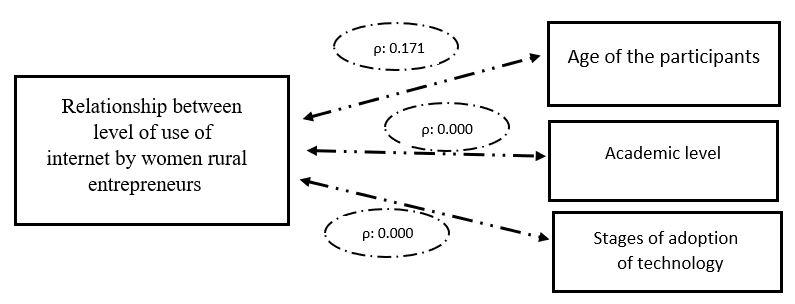 Relationship between
level of use of
internet by women rural
entrepreneurs
ρ: 0.171
Age of the participants
ρ: 0.000
Academic level
ρ: 0.000
Stages of adoption
of technology